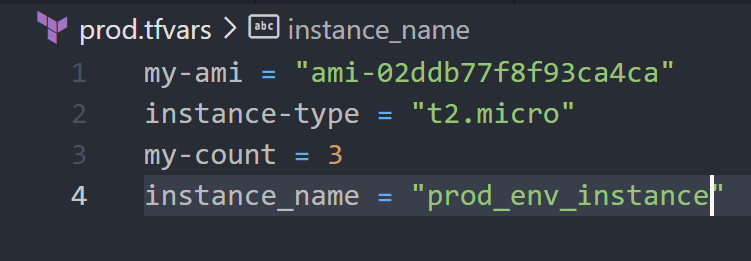 prod.tfvars > abc instance_name
1 my-ami = "ami-02ddb77f8f93ca4ca"
2 instance-type = "t2.micro"
3 my-count = 3
4 instance_name = "prod_env_instance"